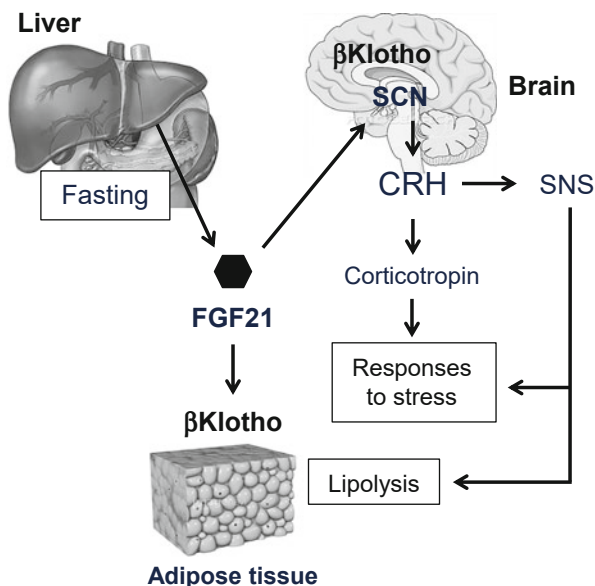 Liver
βKlotho
SCN
Brain
Fasting
CRH
SNS
Corticotropin
FGF21
Responses
to stress
βKlotho
Lipolysis
Adipose tissue